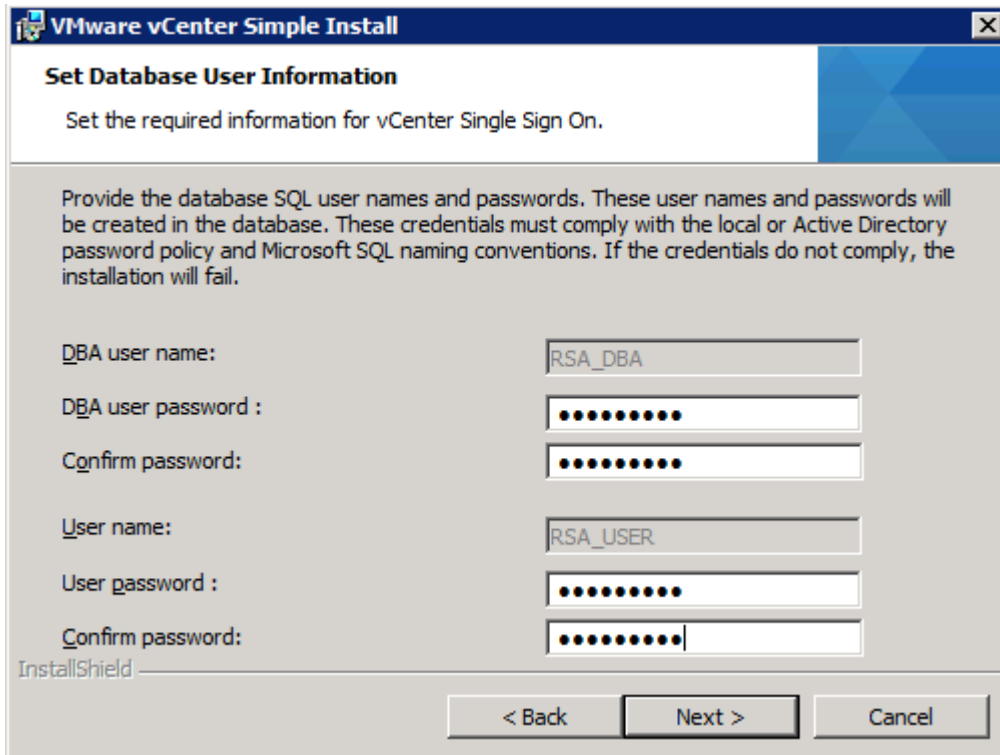 VMware vCenter Simple Install
Set Database User Information
Set the required information for vCenter Single Sign On.
Provide the database SQL user names and passwords. These user names and passwords will
be created in the database. These credentials must comply with the local or Active Directory
password policy and Microsoft SQL naming conventions. If the credentials do not comply, the
installation will fail.
DBA user name: RSA_DBA
DBA user password : •••••••••
Confirm password: •••••••••
User name: RSA_USER
User password : •••••••••
Confirm password: •••••••••
InstallShield
< Back Next > Cancel